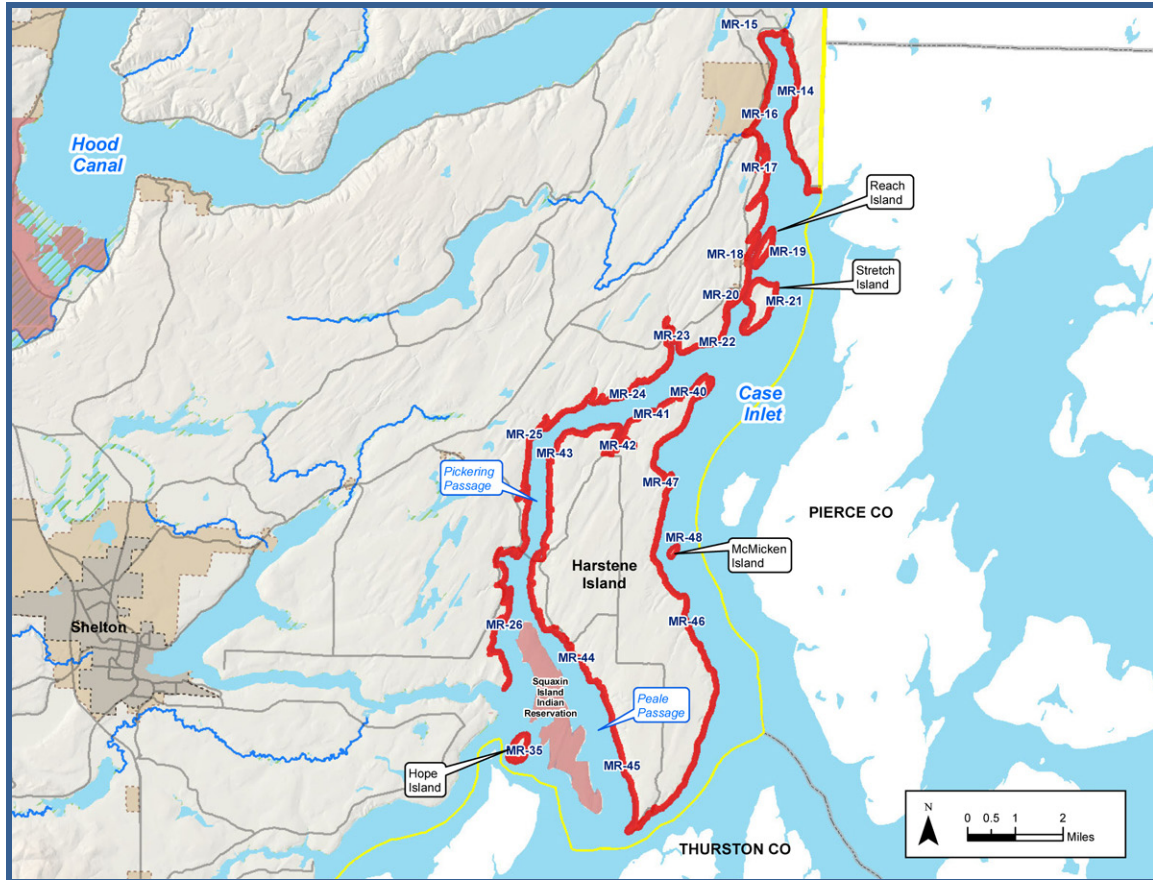 MR-15
MR-14
MR-16
Hood
Canal
MR-17
Reach
Island
MR-18
MR-19
Stretch
Island
MR-20
MR-21
MR-23
MR-22
MR-24
MR-40
Case
Inlet
MR-41
MR-25
MR-42
MR-43
Pickering
Passage
MR-47
PIERCE CO
MR-48
McMicken
Island
Harstene
Island
Shelton
MR-26
MR-46
MR-44
Squaxin
Island
Indian
Reservation
Peale
Passage
MR-35
Hope
Island
MR-45
THURSTON CO
N
0 0.5 1 2
Miles